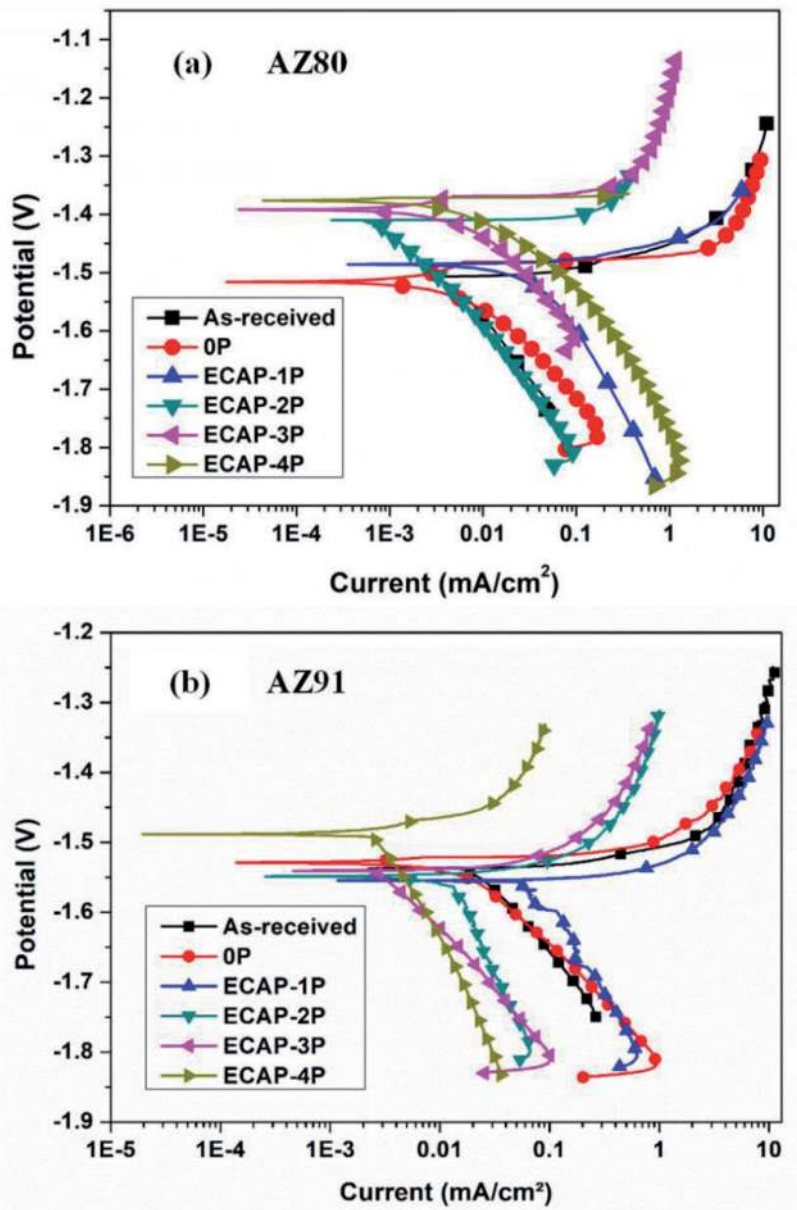 (a) AZ80
Potential (V)
-1.1
-1.2
-1.3
-1.4
-1.5
-1.6
-1.7
-1.8
-1.9
As-received
0P
ECAP-1P
ECAP-2P
ECAP-3P
ECAP-4P
1E-6 1E-5 1E-4 1E-3 0.01 0.1 1 10
Current (mA/cm²)
(b) AZ91
Potential (V)
-1.2
-1.3
-1.4
-1.5
-1.6
-1.7
-1.8
-1.9
As-received
0P
ECAP-1P
ECAP-2P
ECAP-3P
ECAP-4P
1E-5 1E-4 1E-3 0.01 0.1 1 10
Current (mA/cm²)